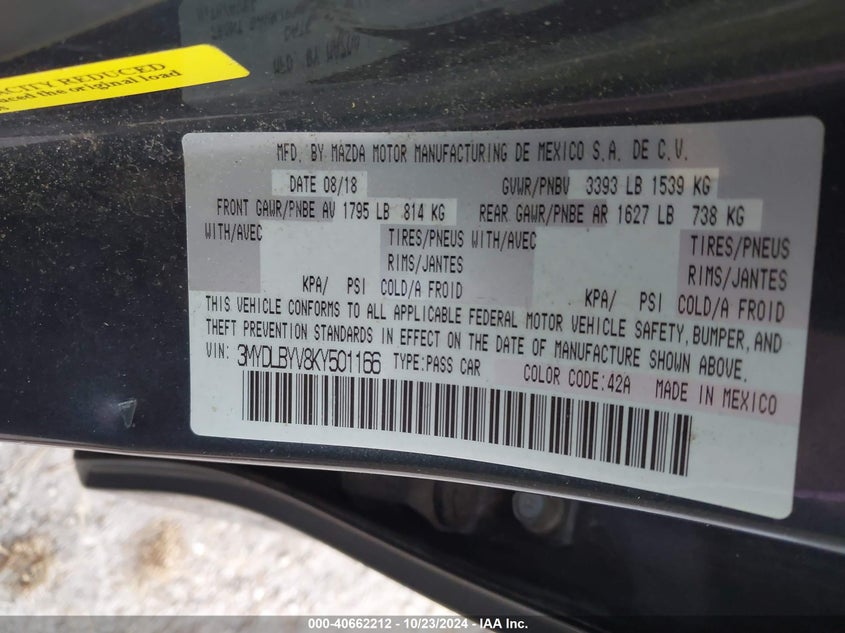 ACITY REDUCED
uced the original load
MFD. BY MAZDA MOTOR MANUFACTURING DE MEXICO S.A. DE C.V.
DATE 08/18 GVWR/PNBV 3393 LB 1539 KG
FRONT GAWR/PNBE AV 1795 LB 814 KG REAR GAWR/PNBE AR 1627 LB 738 KG
WITH/AVEC TIRES/PNEUS WITH/AVEC TIRES/PNEUS
RIMS/JANTES RIMS/JANTES
KPA/ PSI COLD/A FROID KPA/ PSI COLD/A FROID
THIS VEHICLE CONFORMS TO ALL APPLICABLE FEDERAL MOTOR VEHICLE SAFETY, BUMPER, AND
THEFT PREVENTION STANDARDS IN EFFECT ON THE DATE OF MANUFACTURE SHOWN ABOVE.
VIN: 3MYDLBYV8KY501166 TYPE:PASS CAR COLOR CODE:42A MADE IN MEXICO
000-40662212 - 10/23/2024 - IAA Inc.